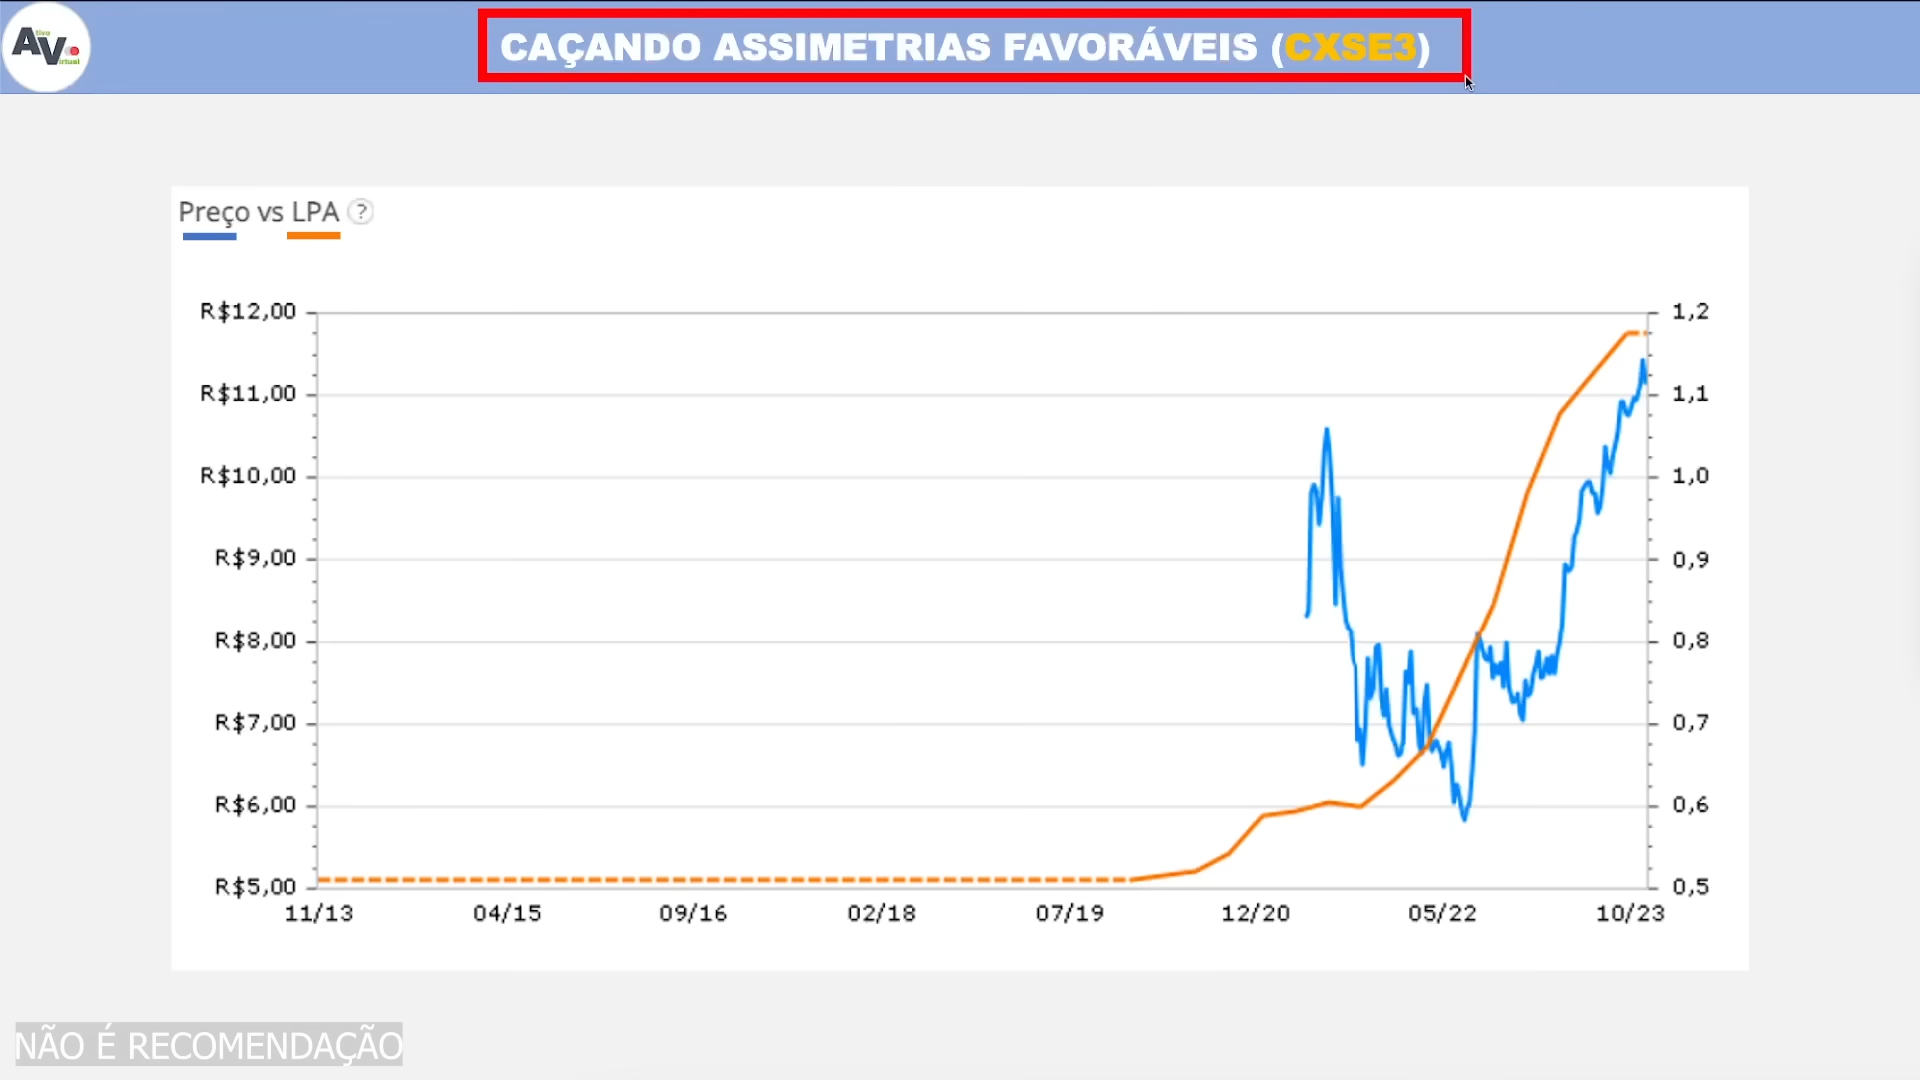 Ativo
Virtual
CAÇANDO ASSIMETRIAS FAVORÁVEIS (CXSE3)
Preço vs LPA ?
R$12,00
R$11,00
R$10,00
R$9,00
R$8,00
R$7,00
R$6,00
R$5,00
1,2
1,1
1,0
0,9
0,8
0,7
0,6
0,5
11/13 04/15 09/16 02/18 07/19 12/20 05/22 10/23
NÃO É RECOMENDAÇÃO